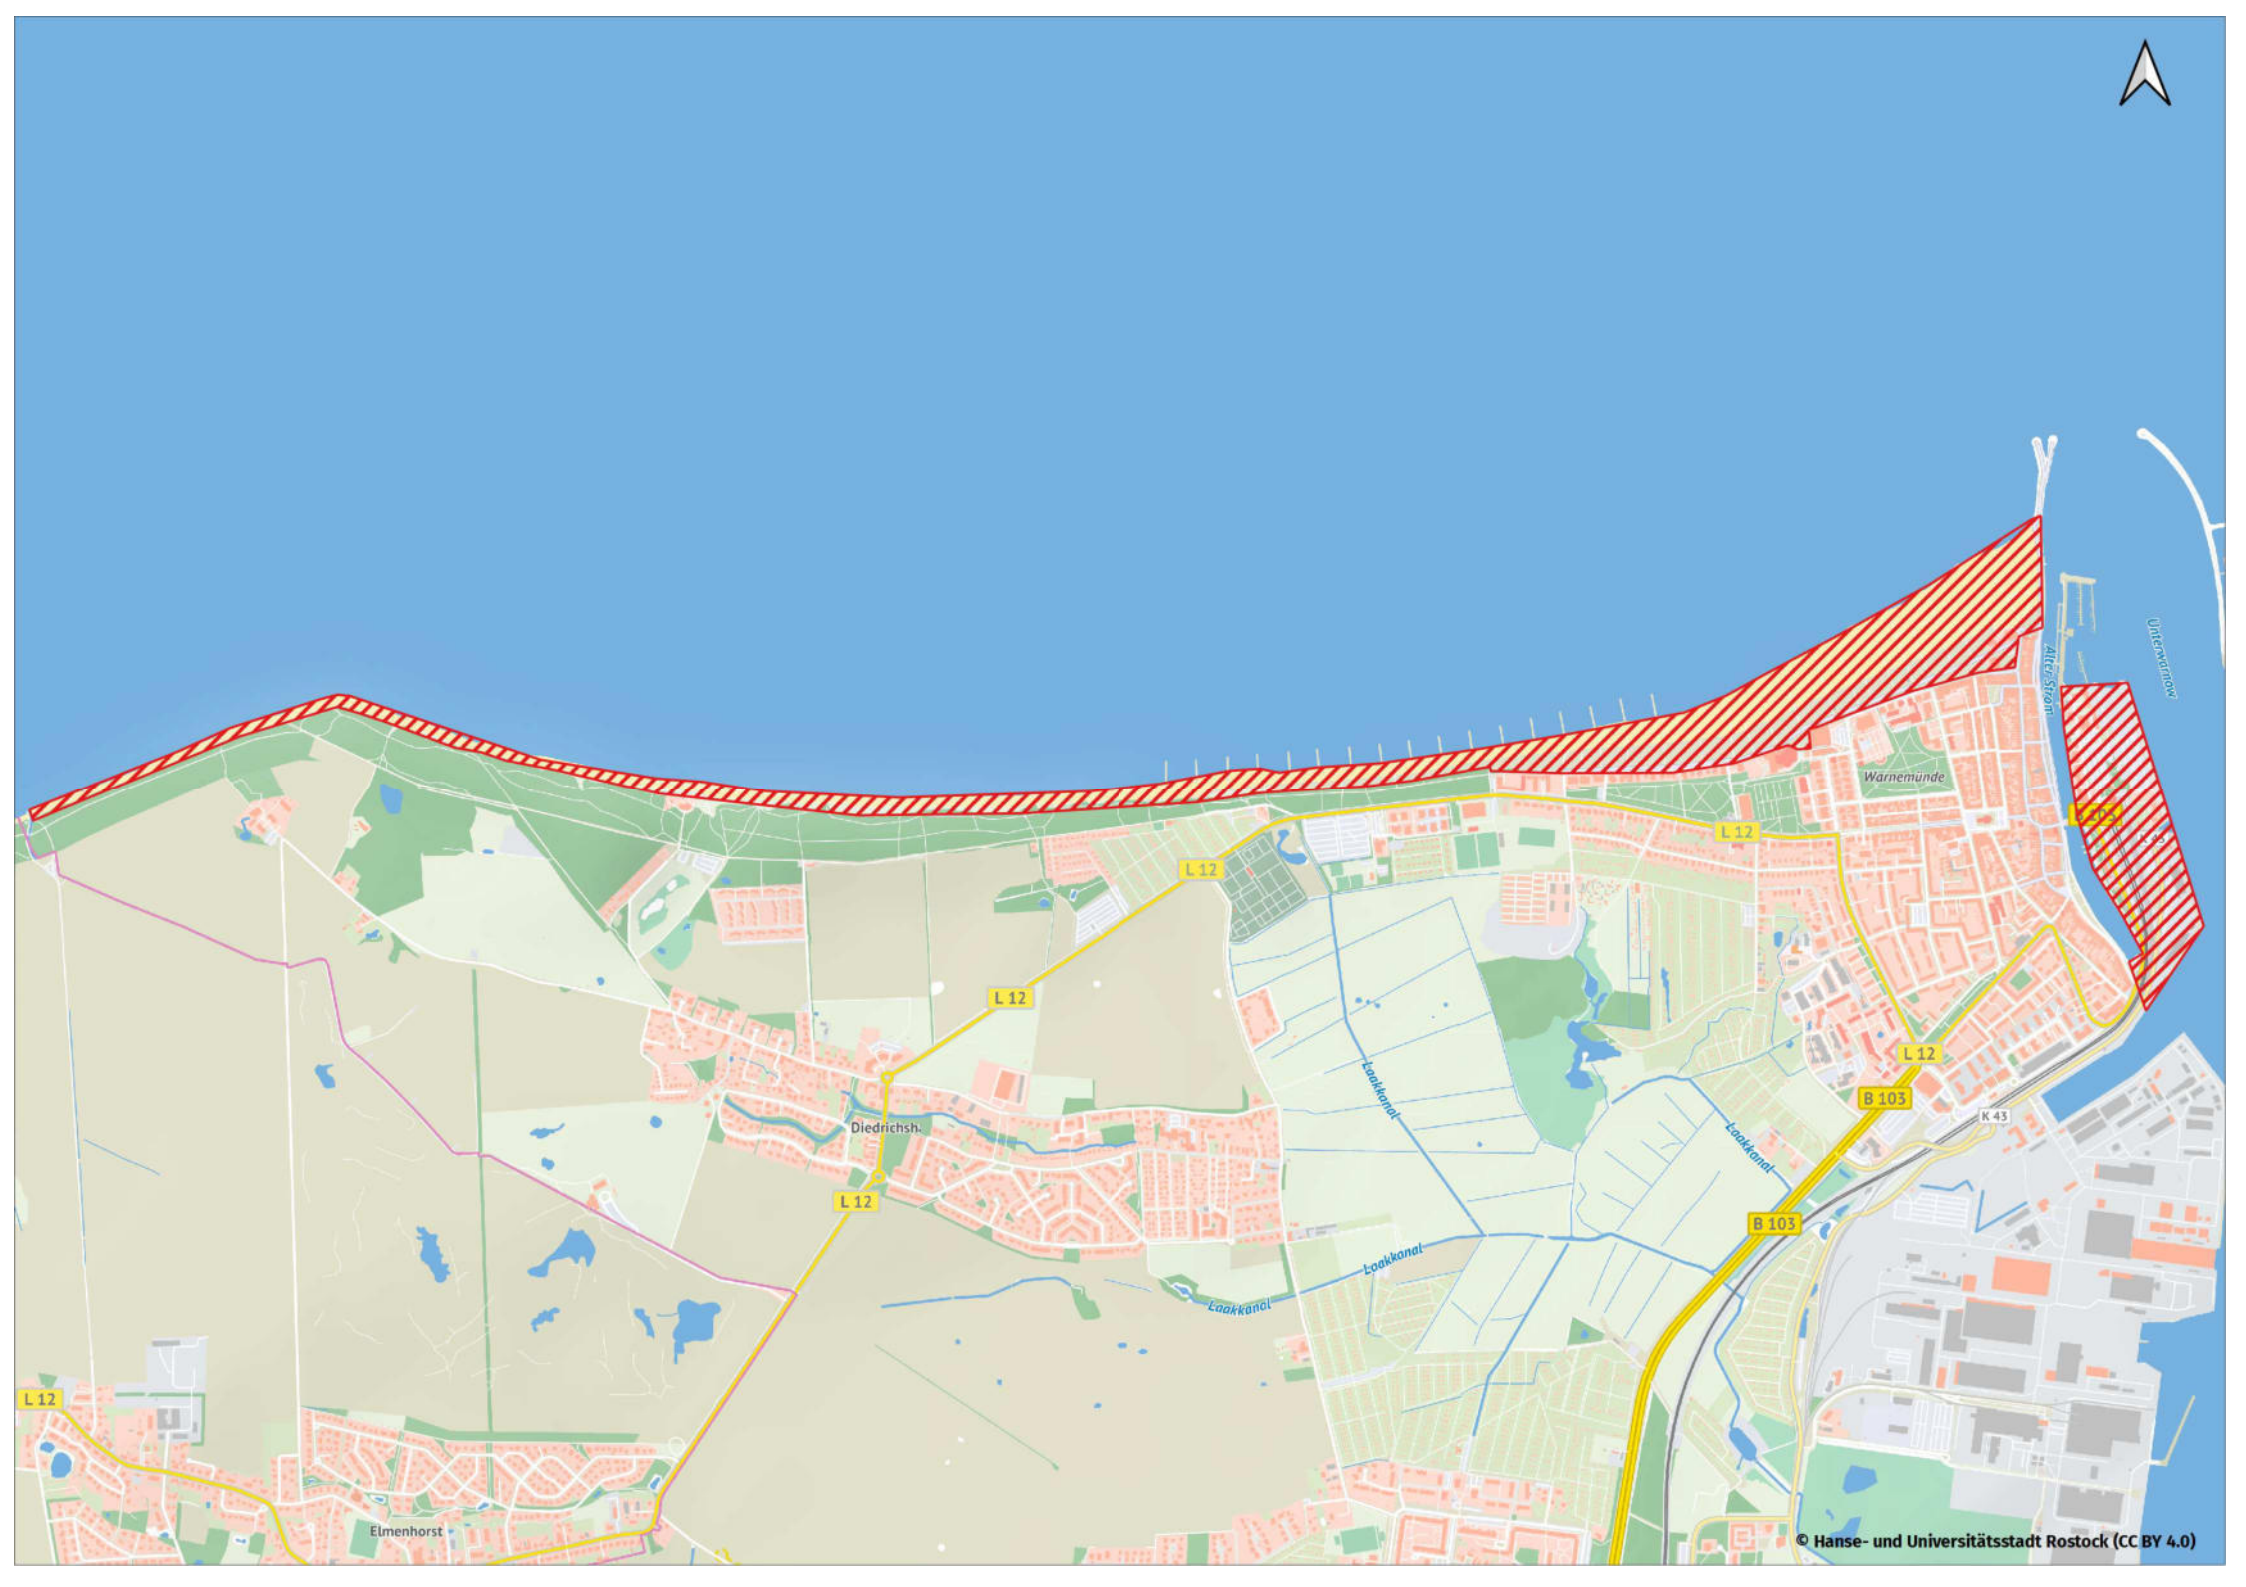 Unterwarnow
Alter Strom
Warnemünde
B 103
L 12
L 12
L 12
Laakkanal
L 12
B 103
K 43
Diedrichsh.
Laakkanal
L 12
B 103
Laakkanal
Laakkanal
L 12
Elmenhorst
© Hanse- und Universitätsstadt Rostock (CC BY 4.0)